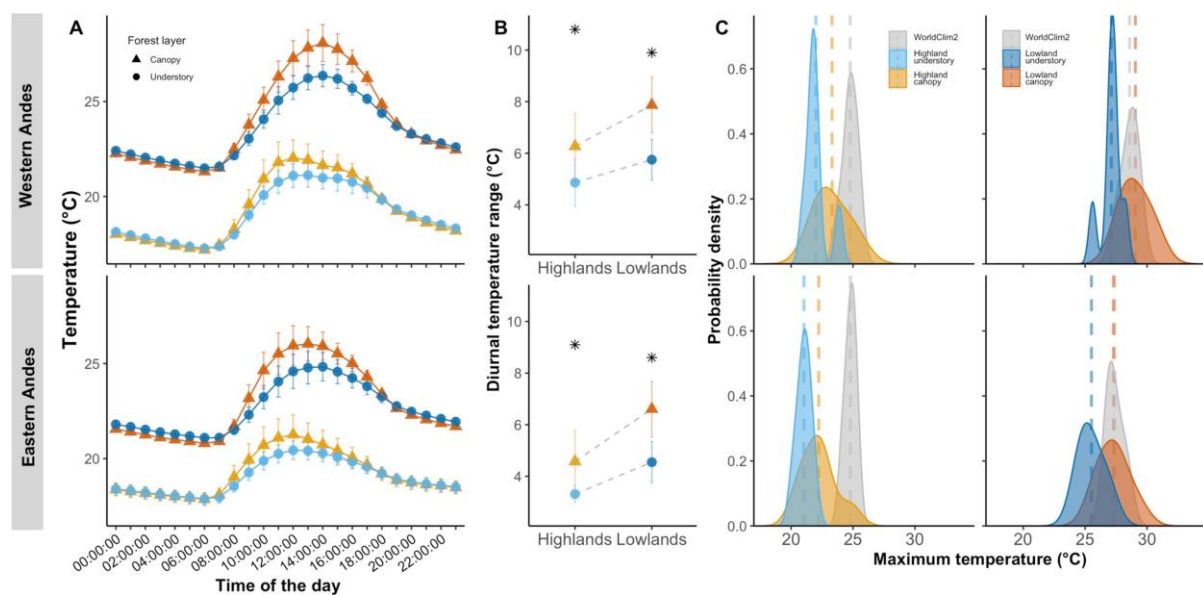 A
B
C
Western Andes
Eastern Andes
Temperature (°C)
Forest layer
Canopy
Understory
25
20
25
20
00:00:00
02:00:00
04:00:00
06:00:00
08:00:00
10:00:00
12:00:00
14:00:00
16:00:00
18:00:00
20:00:00
22:00:00
Time of the day
Diurnal temperature range (°C)
*
*
10
8
6
4
Highlands Lowlands
*
*
10
8
6
4
Highlands Lowlands
Probability density
WorldClim2
Highland
understory
Highland
canopy
WorldClim2
Lowland
understory
Lowland
canopy
0.6
0.4
0.2
0.0
0.6
0.4
0.2
0.0
20 25 30
20 25 30
Maximum temperature (°C)